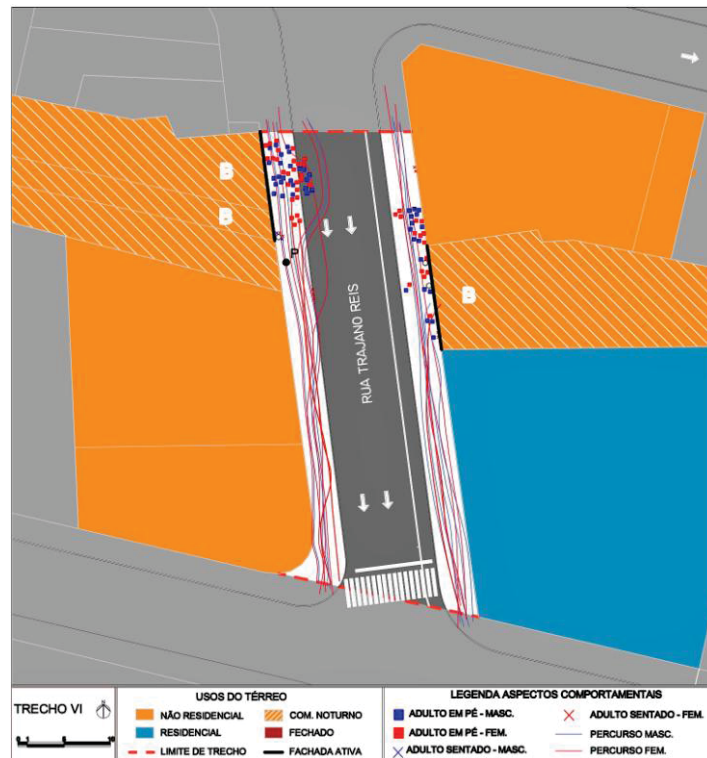 RUA TRAJANO REIS
TRECHO VI
USOS DO TÉRREO
NÃO RESIDENCIAL
COM. NOTURNO
RESIDENCIAL
FECHADO
LIMITE DE TRECHO
FACHADA ATIVA
LEGENDA ASPECTOS COMPORTAMENTAIS
ADULTO EM PÉ - MASC.
ADULTO SENTADO - FEM.
ADULTO EM PÉ - FEM.
PERCURSO MASC.
ADULTO SENTADO - MASC.
PERCURSO FEM.